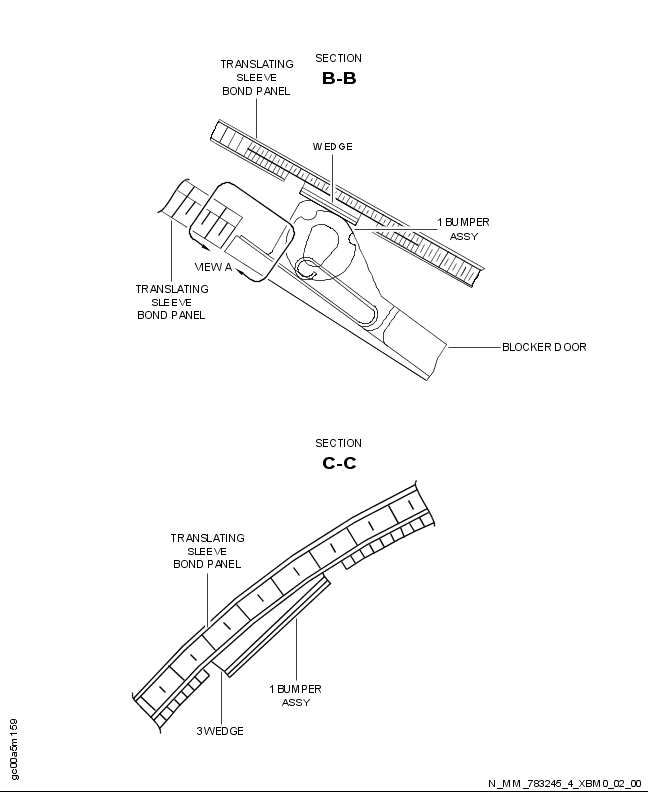 SECTION
B-B
TRANSLATING
SLEEVE
BOND PANEL
WEDGE
1 BUMPER
ASSY
VIEW A
TRANSLATING
SLEEVE
BOND PANEL
BLOCKER DOOR
SECTION
C-C
TRANSLATING
SLEEVE
BOND PANEL
1 BUMPER
ASSY
3 WEDGE
gc00a5m159
N_MM_783245_4_XBM0_02_00